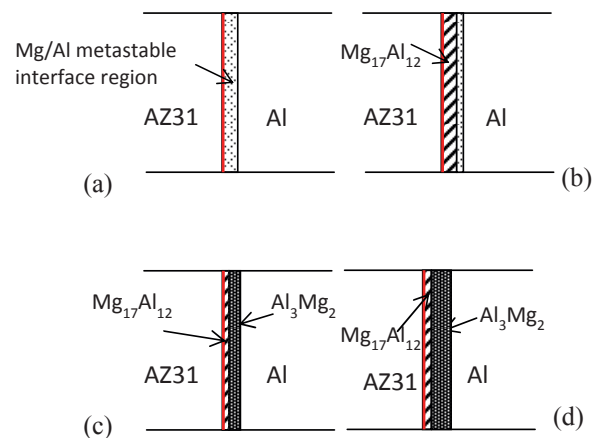 Mg/Al metastable
interface region
AZ31
Al
(a)
Mg₁₇Al₁₂
AZ31
Al
(b)
Mg₁₇Al₁₂
Al₃Mg₂
AZ31
Al
(c)
Mg₁₇Al₁₂
Al₃Mg₂
AZ31
Al
(d)